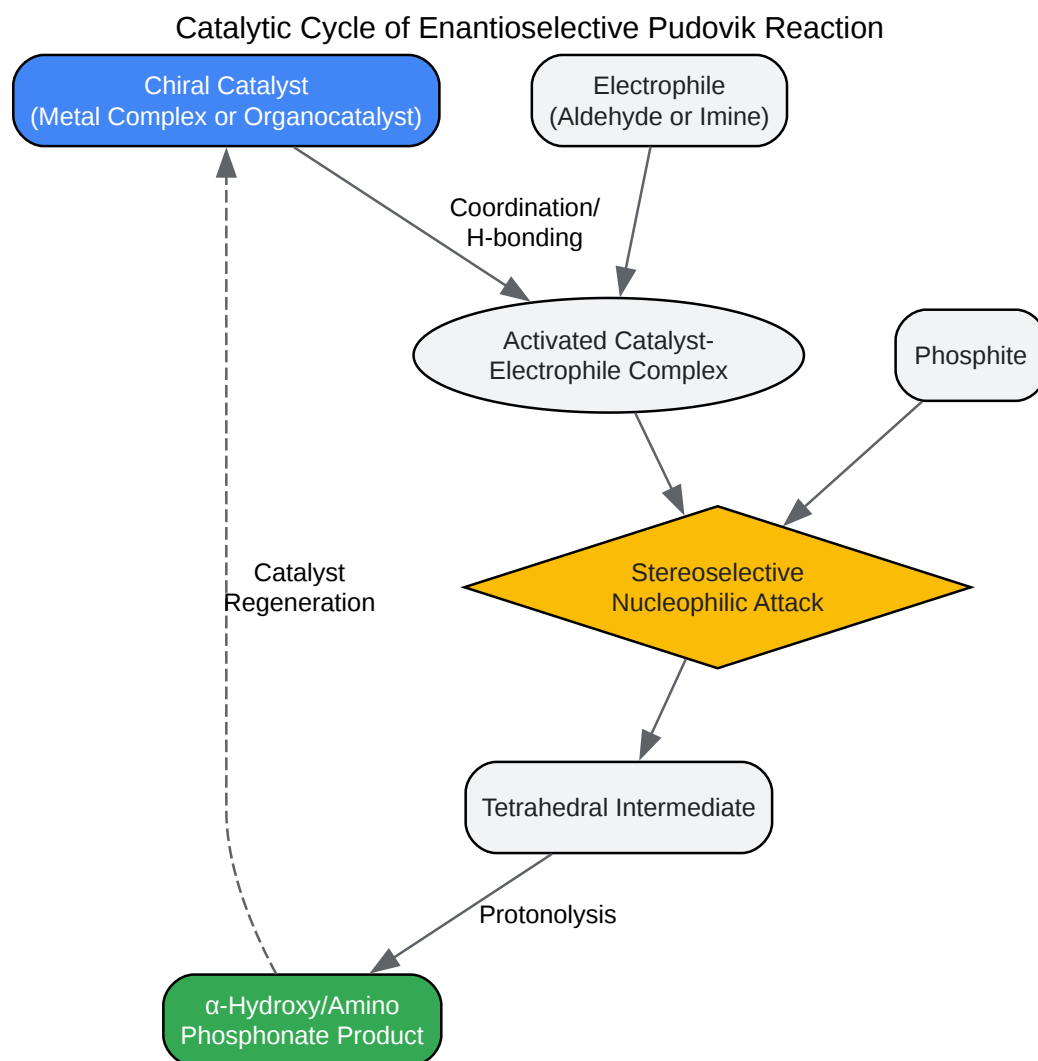 Catalytic Cycle of Enantioselective Pudovik Reaction
Chiral Catalyst
(Metal Complex or Organocatalyst)
Electrophile
(Aldehyde or Imine)
Coordination/
H-bonding
Activated Catalyst-
Electrophile Complex
Phosphite
Stereoselective
Nucleophilic Attack
Catalyst
Regeneration
Tetrahedral Intermediate
Protonolysis
α-Hydroxy/Amino
Phosphonate Product